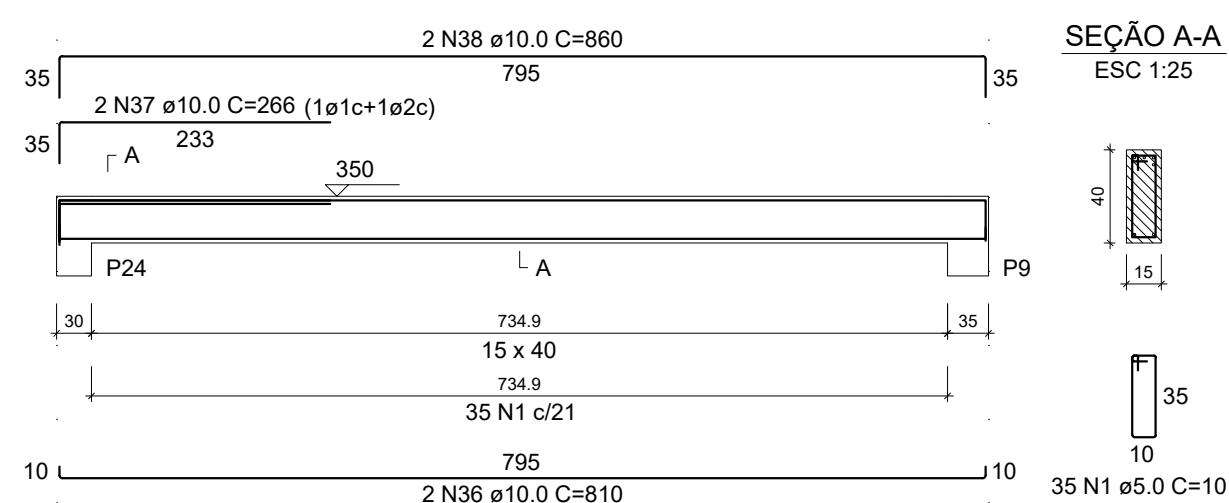 2 N38 ø10.0 C=860
35
795
35
2 N37 ø10.0 C=266 (1ø1c+1ø2c)
35
233
A
350
P24
A
P9
30
734.9
35
15 x 40
734.9
35 N1 c/21
10
795
10
2 N36 ø10.0 C=810
SEÇÃO A-A
ESC 1:25
40
15
35
10
35 N1 ø5.0 C=10